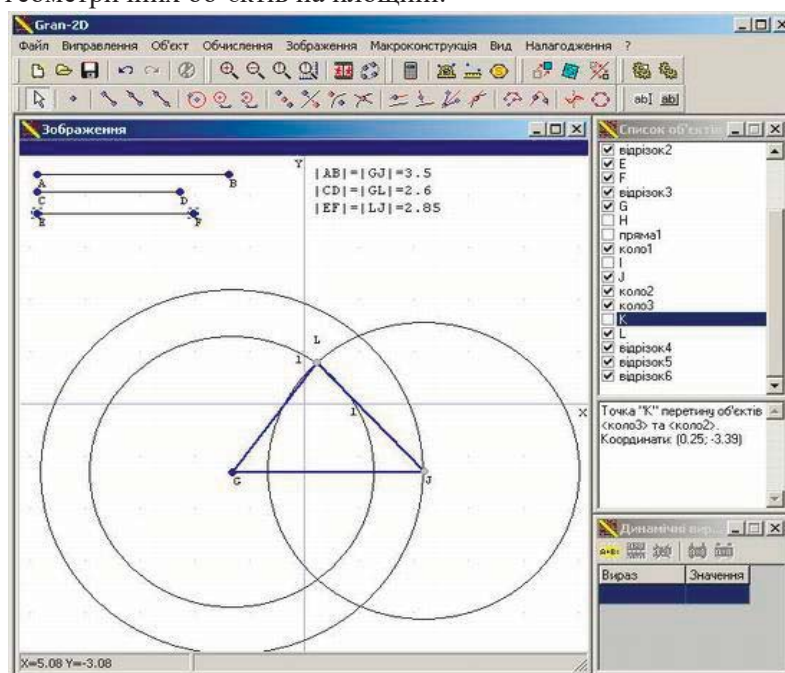 геометричних об'єктів на площині.
Gran-2D
Файл Виправлення Об'єкт Обчислення Зображення Макроконструкція Вид Налагодження ?
abI abI
Зображення
Y
A B
C D
E F
|AB|=|GJ|=3.5
|CD|=|GL|=2.6
|EF|=|LJ|=2.85
L
1
1
X
G J
X=5.08 Y=-3.08
Список об'єктів
відрізок2
E
F
відрізок3
G
H
пряма1
коло1
I
J
коло2
коло3
K
L
відрізок4
відрізок5
відрізок6
Точка "K" перетину об'єктів
<коло3> та <коло2>.
Координати: (0.25; -3.39)
Динамічні вир...
Вираз Значення